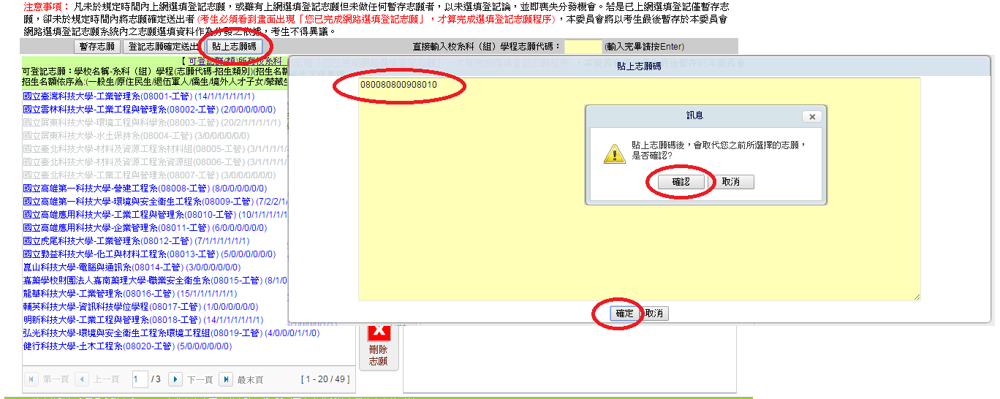 注意事項： 凡未於規定時間內上網選填登記志願，或雖有上網選填登記志願但未做任何暫存志願者，以未選填登記論，並即喪失分發機會。若是已上網選填登記僅暫存志
願，卻未於規定時間內將志願確定送出者 (考生必須看到畫面出現「您已完成網路選填登記志願」，才算完成選填登記志願程序) ，本委員會將以考生最後暫存於本委員會
網路選填登記志願系統內之志願選填資料作為分發之依據，考生不得異議。
暫存志願 登記志願確定送出 貼上志願碼 直接輸入校系科（組）學程志願代碼： (輸入完畢請按Enter)
【 可登記群(類)所有校系科
可登記志願：學校名稱-系科（組）學程(志願代碼-招生類別)(招生名額
招生名額依序為:(一般生/原住民生/退伍軍人/僑生/境外人才子女/蒙藏生
國立臺灣科技大學-工業管理系(08001-工管) (14/1/1/1/1/1/1)
國立雲林科技大學-工業工程與管理系(08002-工管) (2/0/0/0/0/0/0)
國立屏東科技大學-環境工程與科學系(08003-工管) (20/2/1/1/1/1/1)
國立屏東科技大學-水土保持系(08004-工管) (3/0/0/0/0/0/0)
國立臺北科技大學-材料及資源工程系材料組(08005-工管) (3/1/1/1/1/
國立臺北科技大學-材料及資源工程系資源組(08006-工管) (3/1/1/1/1/
國立臺北科技大學-工業工程與管理系(08007-工管) (3/0/0/0/0/0/0)
國立高雄第一科技大學-營建工程系(08008-工管) (8/0/0/0/0/0/0)
國立高雄第一科技大學-環境與安全衛生工程系(08009-工管) (7/2/2/1/
國立高雄應用科技大學-工業工程與管理系(08010-工管) (10/1/1/1/1/1
國立高雄應用科技大學-企業管理系(08011-工管) (6/0/0/0/0/0/0)
國立虎尾科技大學-工業管理系(08012-工管) (7/1/1/1/1/1/1)
國立勤益科技大學-化工與材料工程系(08013-工管) (5/0/0/0/0/0/0)
崑山科技大學-電腦與通訊系(08014-工管) (3/0/0/0/0/0/0)
嘉藥學校財團法人嘉南藥理大學-職業安全衛生系(08015-工管) (8/1/0
龍華科技大學-工業管理系(08016-工管) (15/1/1/1/1/1/1)
輔英科技大學-資訊科技學位學程(08017-工管) (1/0/0/0/0/0/0)
明新科技大學-工業工程與管理系(08018-工管) (14/1/1/1/1/1/1)
弘光科技大學-環境與安全衛生工程系環境工程組(08019-工管) (4/0/0/0/1/1/0)
健行科技大學-土木工程系(08020-工管) (5/0/0/0/0/0/0)
第一頁 上一頁 1 / 3 下一頁 最末頁 [ 1 - 20 / 49 ]
貼上志願碼
080080800908010
訊息
貼上志願碼後，會取代您之前所選擇的志願，
是否確認?
確認 取消
確定 取消
X
刪除
志願